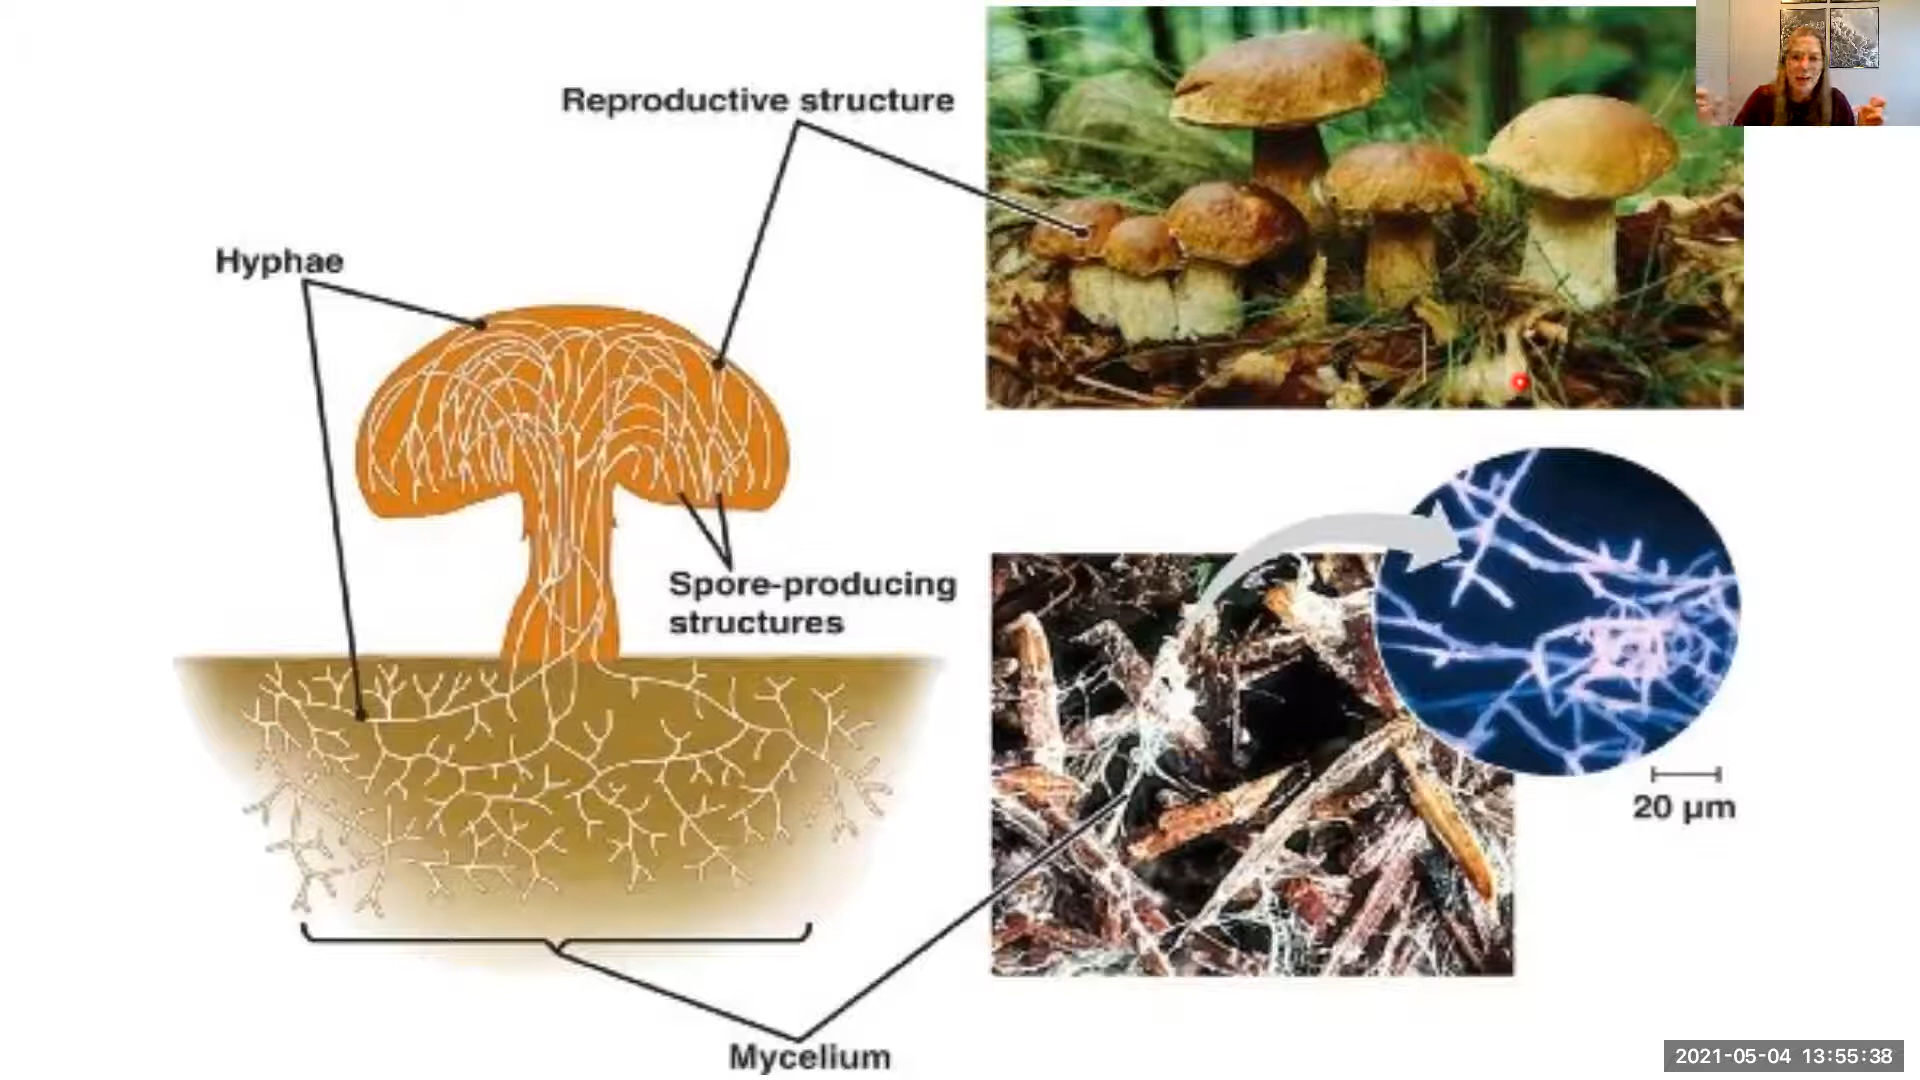 Reproductive structure
Hyphae
Spore-producing
structures
20 µm
Mycelium
2021-05-04 13:55:38